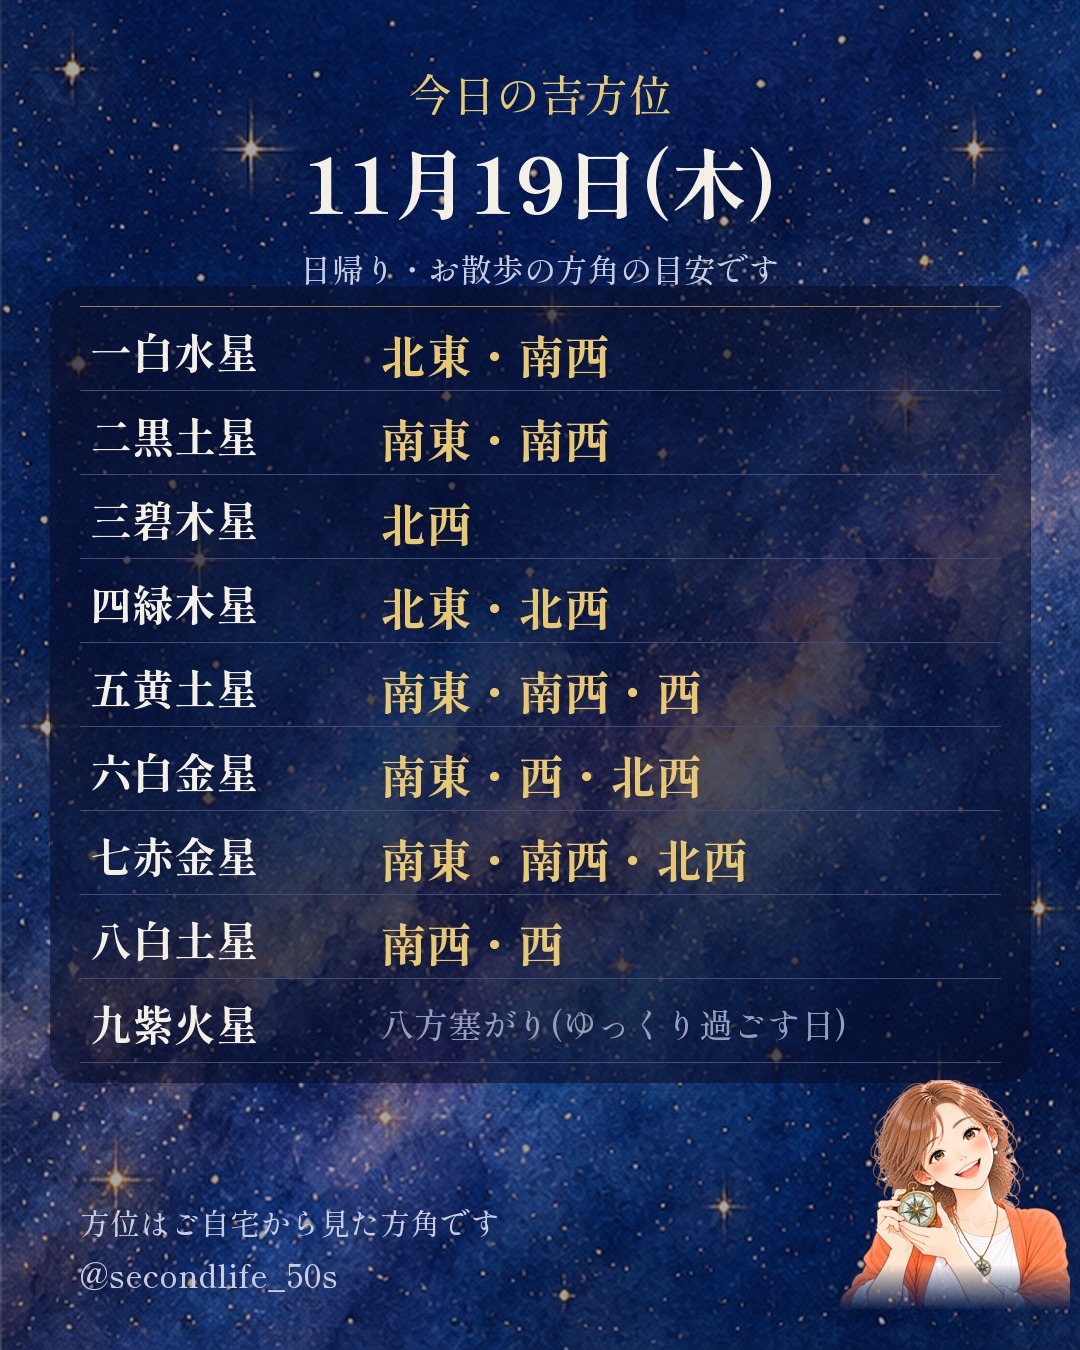 今日の吉方位
11月19日(木)
日帰り・お散歩の方角の目安です
一白水星 北東・南西
二黒土星 南東・南西
三碧木星 北西
四緑木星 北東・北西
五黄土星 南東・南西・西
六白金星 南東・西・北西
七赤金星 南東・南西・北西
八白土星 南西・西
九紫火星 八方塞がり(ゆっくり過ごす日)
方位はご自宅から見た方角です
@secondlife_50s